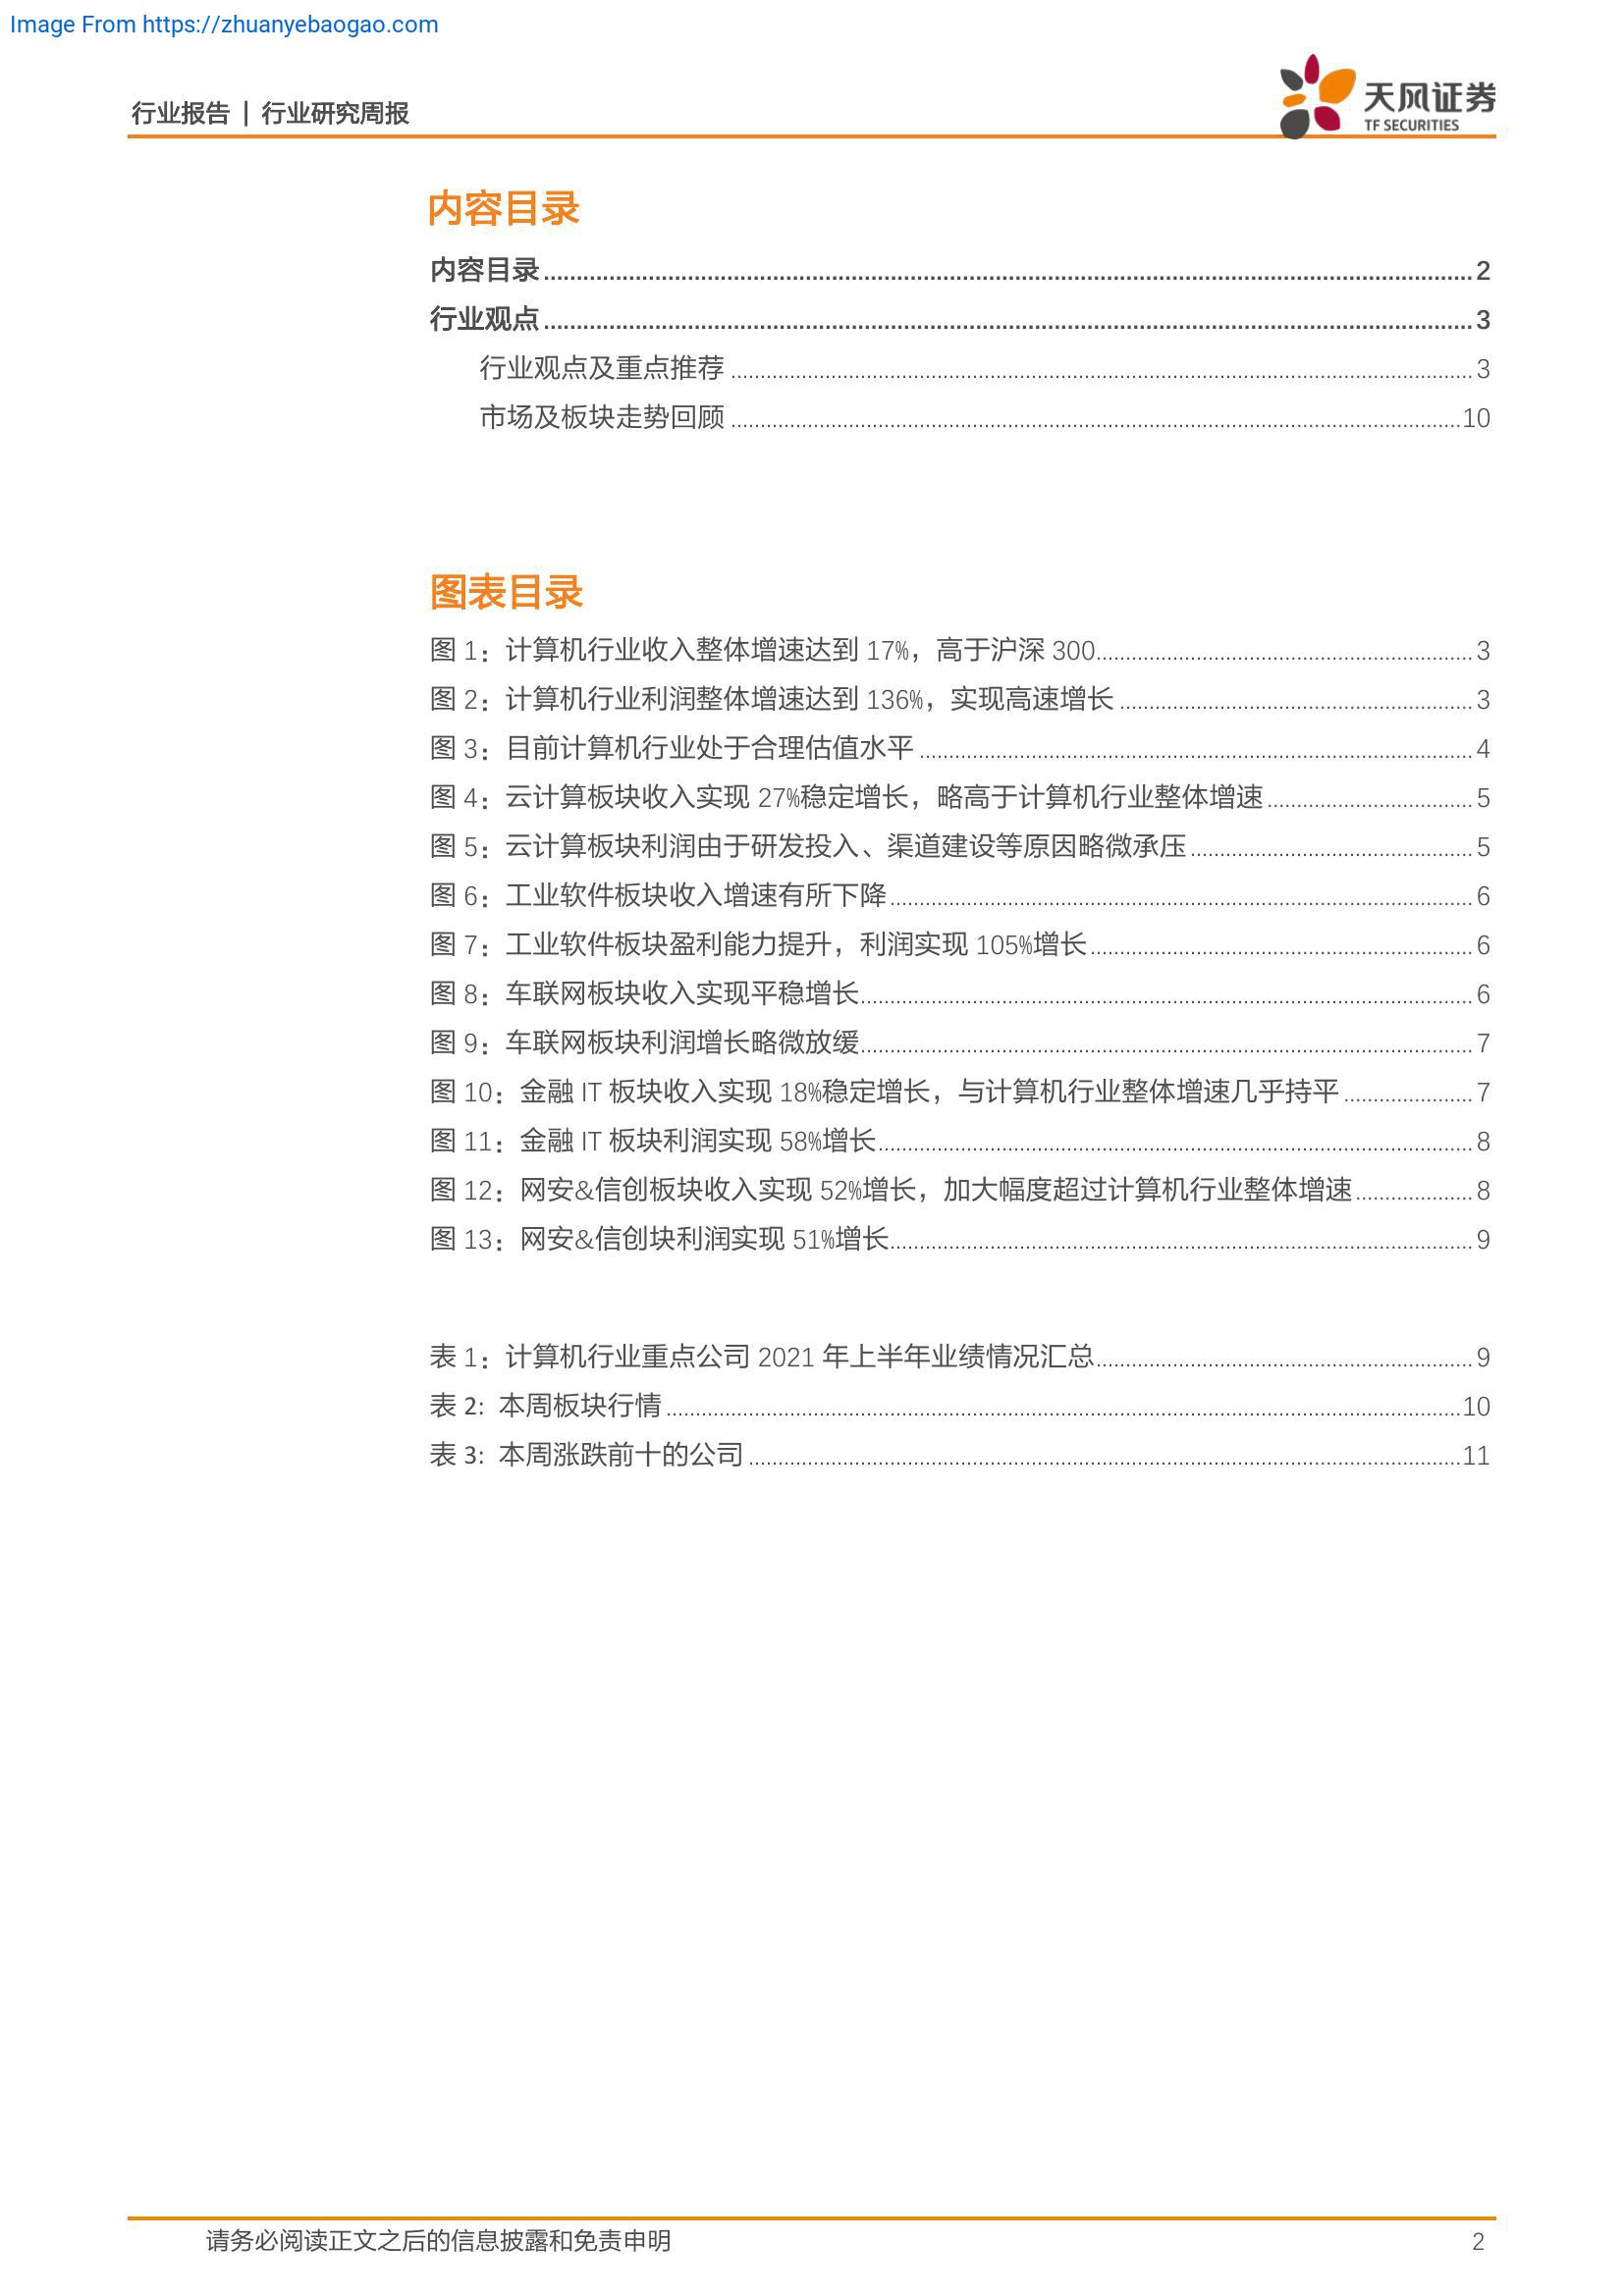 Image From https://zhuanyebaogao.com
行业报告 | 行业研究周报
天风证券
TF SECURITIES
内容目录
内容目录 2
行业观点 3
行业观点及重点推荐 3
市场及板块走势回顾 10
图表目录
图 1：计算机行业收入整体增速达到 17%，高于沪深 300 3
图 2：计算机行业利润整体增速达到 136%，实现高速增长 3
图 3：目前计算机行业处于合理估值水平 4
图 4：云计算板块收入实现 27%稳定增长，略高于计算机行业整体增速 5
图 5：云计算板块利润由于研发投入、渠道建设等原因略微承压 5
图 6：工业软件板块收入增速有所下降 6
图 7：工业软件板块盈利能力提升，利润实现 105%增长 6
图 8：车联网板块收入实现平稳增长 6
图 9：车联网板块利润增长略微放缓 7
图 10：金融 IT 板块收入实现 18%稳定增长，与计算机行业整体增速几乎持平 7
图 11：金融 IT 板块利润实现 58%增长 8
图 12：网安&信创板块收入实现 52%增长，加大幅度超过计算机行业整体增速 8
图 13：网安&信创块利润实现 51%增长 9
表 1：计算机行业重点公司 2021 年上半年业绩情况汇总 9
表 2: 本周板块行情 10
表 3: 本周涨跌前十的公司 11
请务必阅读正文之后的信息披露和免责申明 2